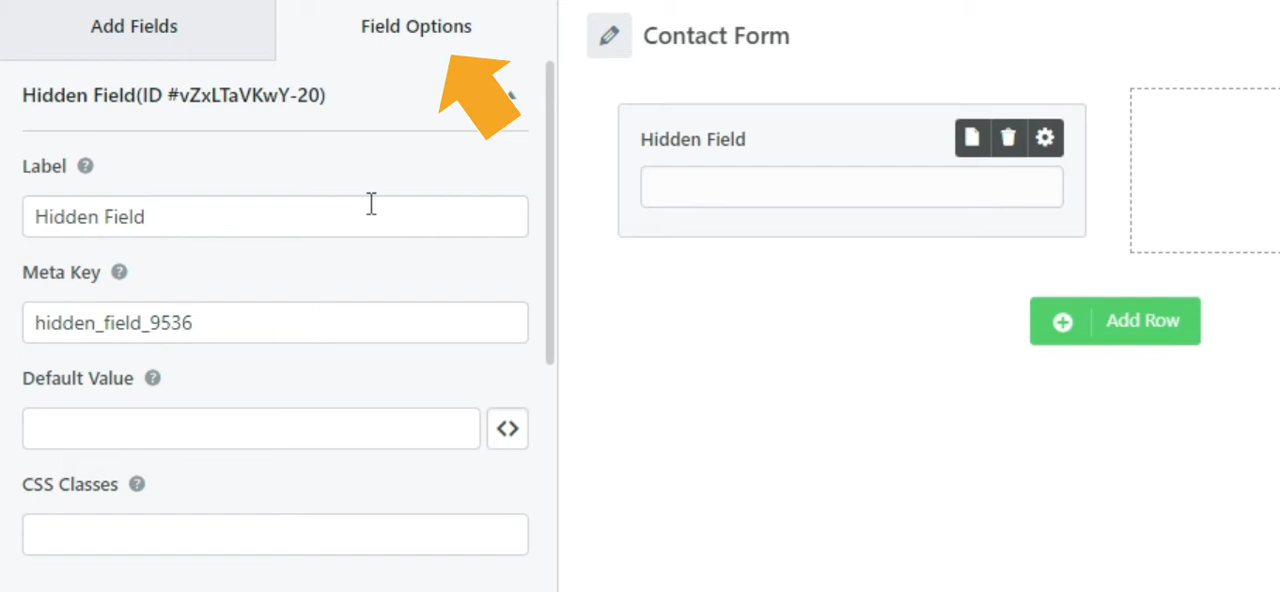 Add Fields
Field Options
Hidden Field(ID #vZxLTaVKwY-20)
Label
Hidden Field
Meta Key
hidden_field_9536
Default Value
<>
CSS Classes
Contact Form
Hidden Field
Add Row